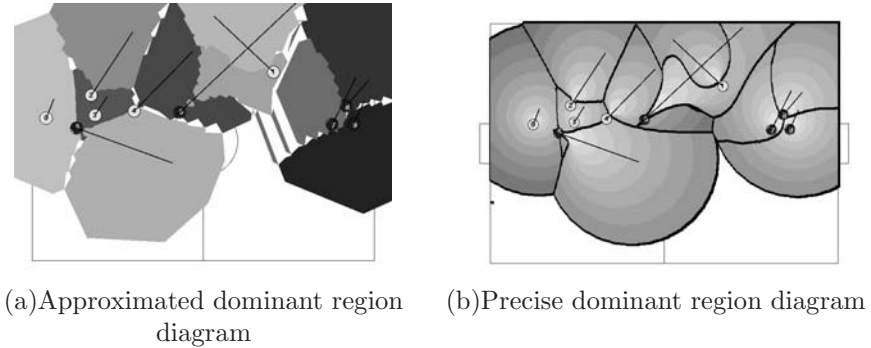 (a)Approximated dominant region
diagram
(b)Precise dominant region diagram